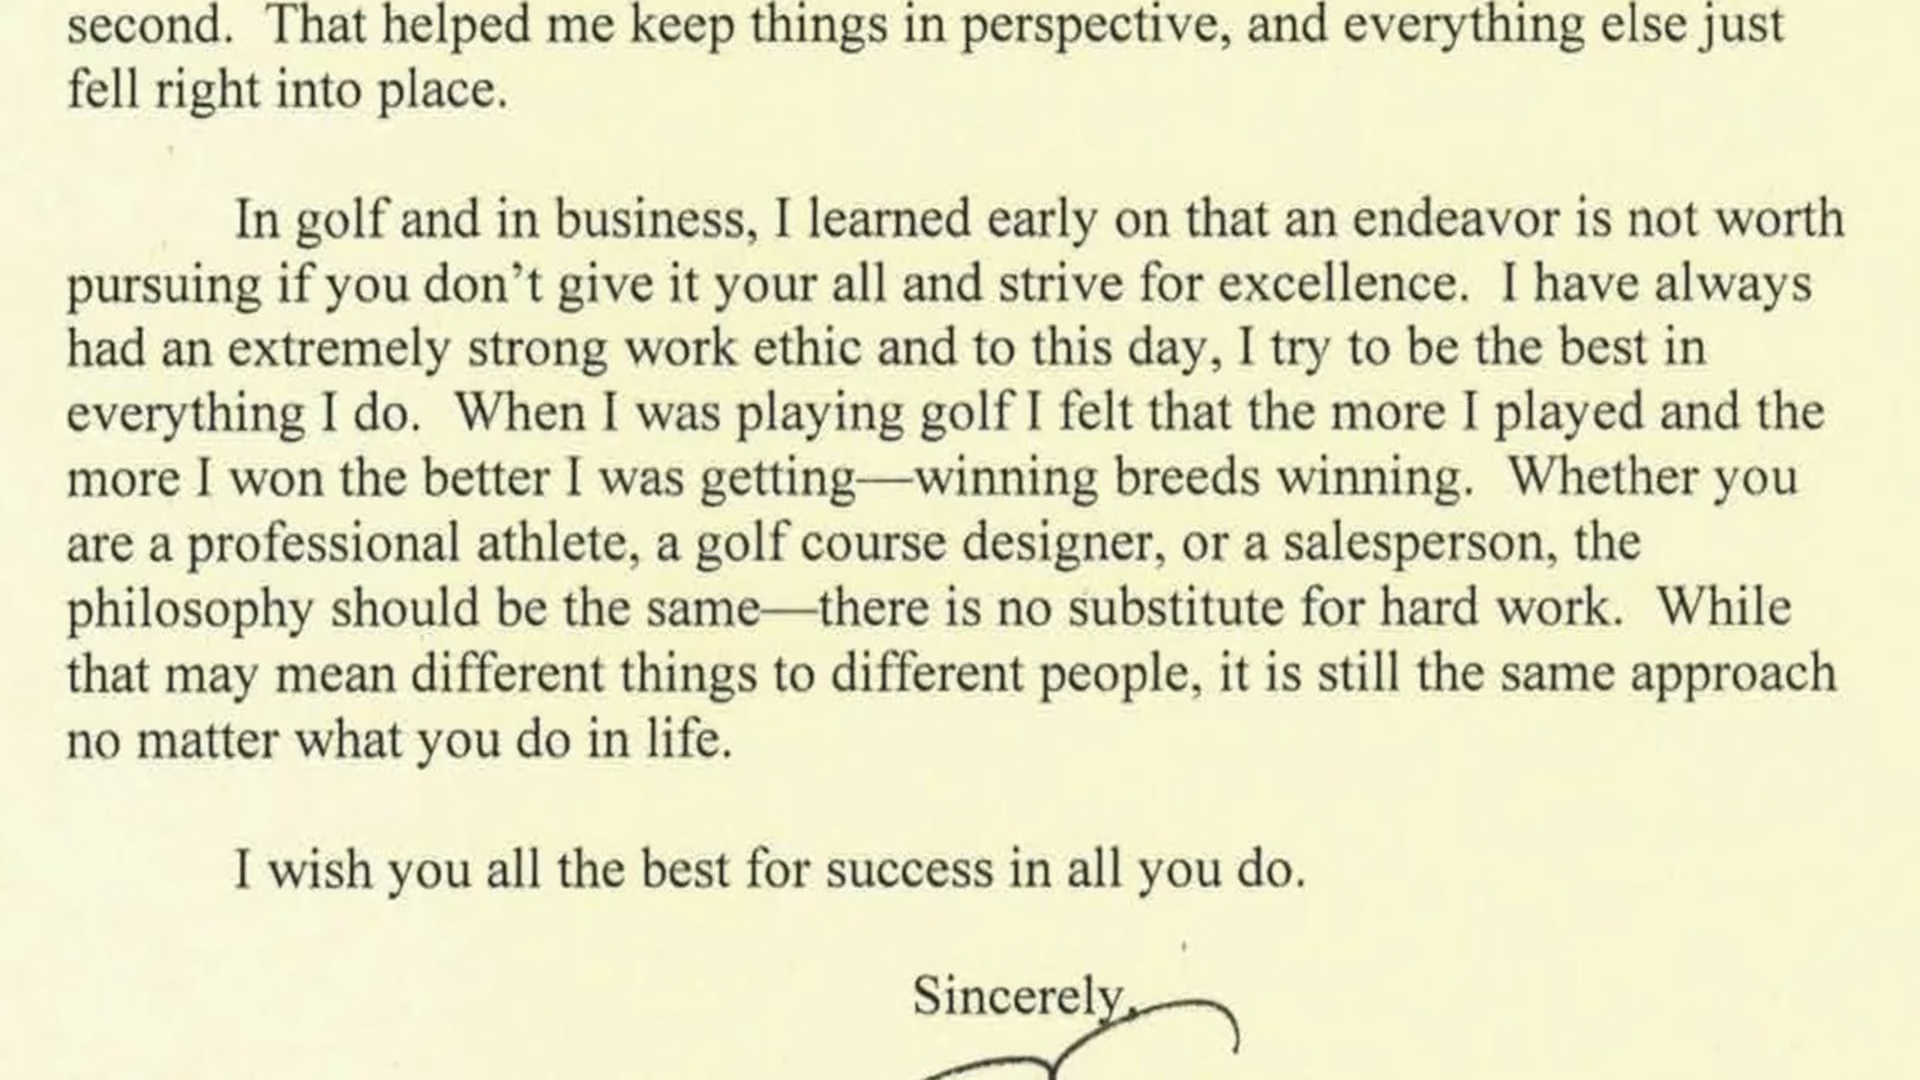 second.  That helped me keep things in perspective, and everything else just
fell right into place.
In golf and in business, I learned early on that an endeavor is not worth
pursuing if you don’t give it your all and strive for excellence.  I have always
had an extremely strong work ethic and to this day, I try to be the best in
everything I do.  When I was playing golf I felt that the more I played and the
more I won the better I was getting—winning breeds winning.  Whether you
are a professional athlete, a golf course designer, or a salesperson, the
philosophy should be the same—there is no substitute for hard work.  While
that may mean different things to different people, it is still the same approach
no matter what you do in life.
I wish you all the best for success in all you do.
Sincerely,